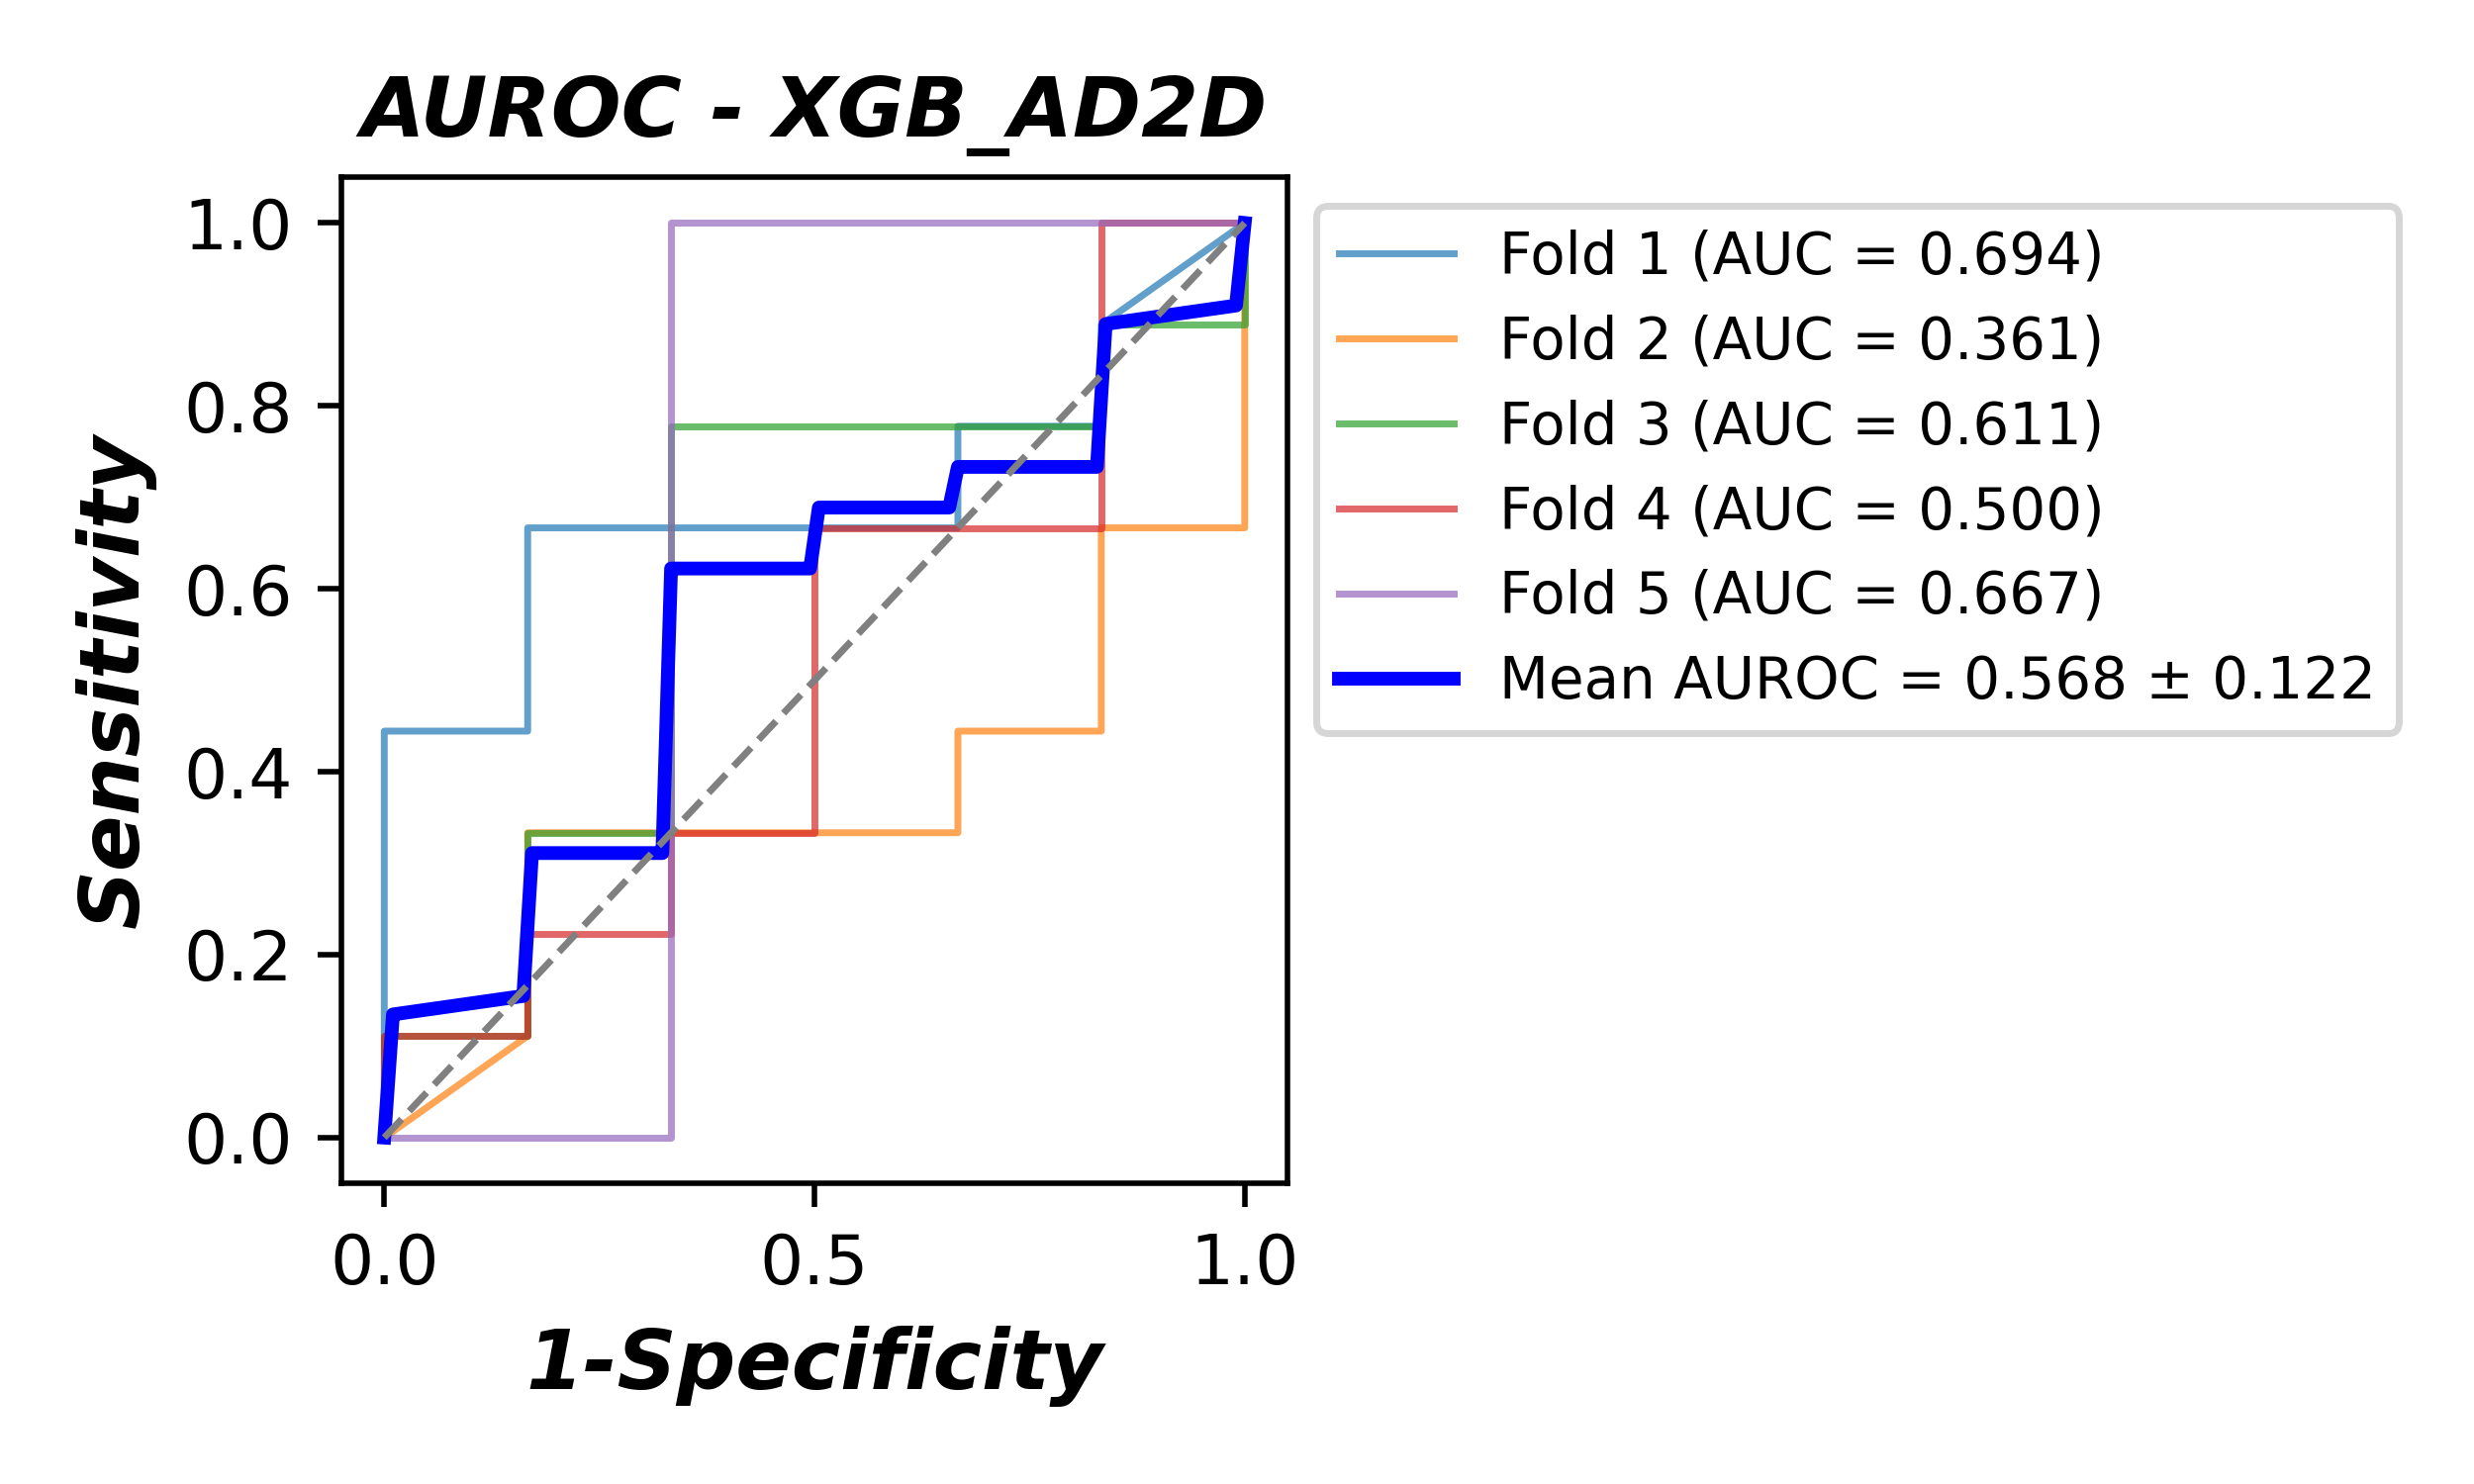 AUROC - XGB_AD2D
Sensitivity
1.0
0.8
0.6
0.4
0.2
0.0
0.0 0.5 1.0
1-Specificity
Fold 1 (AUC = 0.694)
Fold 2 (AUC = 0.361)
Fold 3 (AUC = 0.611)
Fold 4 (AUC = 0.500)
Fold 5 (AUC = 0.667)
Mean AUROC = 0.568 ± 0.122